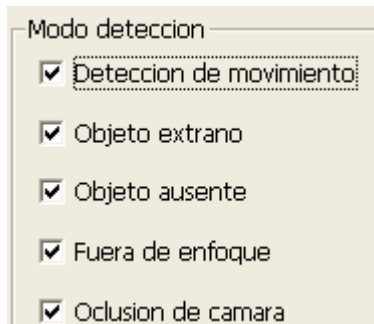 Modo deteccion
Deteccion de movimiento
Objeto extrano
Objeto ausente
Fuera de enfoque
Oclusion de camara